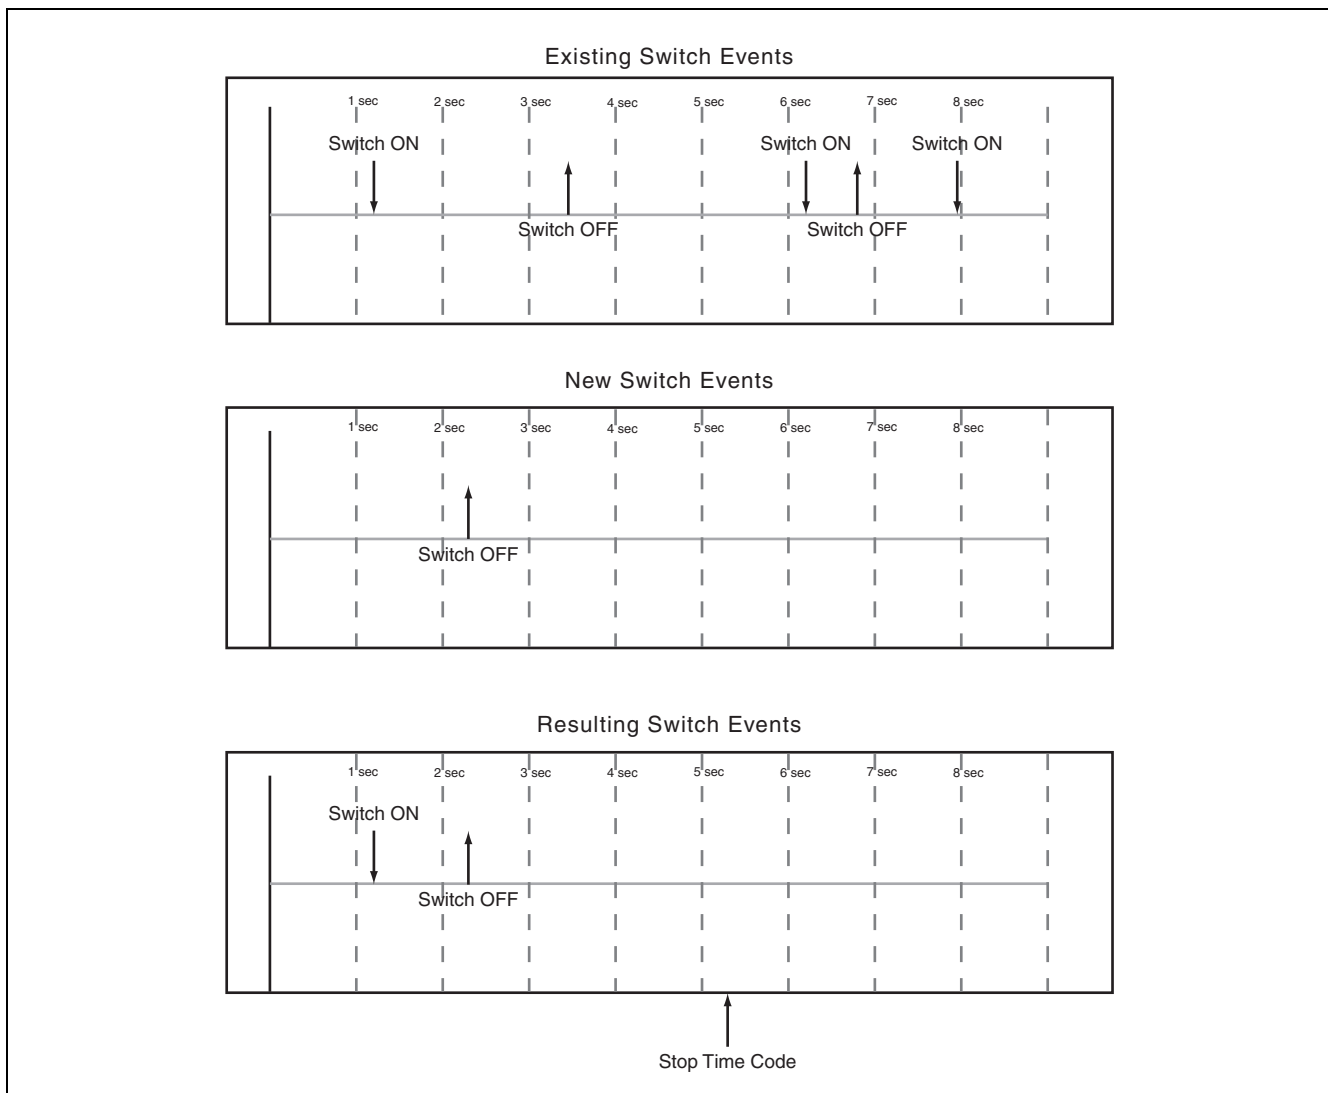 Existing Switch Events
1 sec 2 sec 3 sec 4 sec 5 sec 6 sec 7 sec 8 sec
Switch ON Switch ON Switch ON
Switch OFF Switch OFF
New Switch Events
1 sec 2 sec 3 sec 4 sec 5 sec 6 sec 7 sec 8 sec
Switch OFF
Resulting Switch Events
1 sec 2 sec 3 sec 4 sec 5 sec 6 sec 7 sec 8 sec
Switch ON
Switch OFF
Stop Time Code